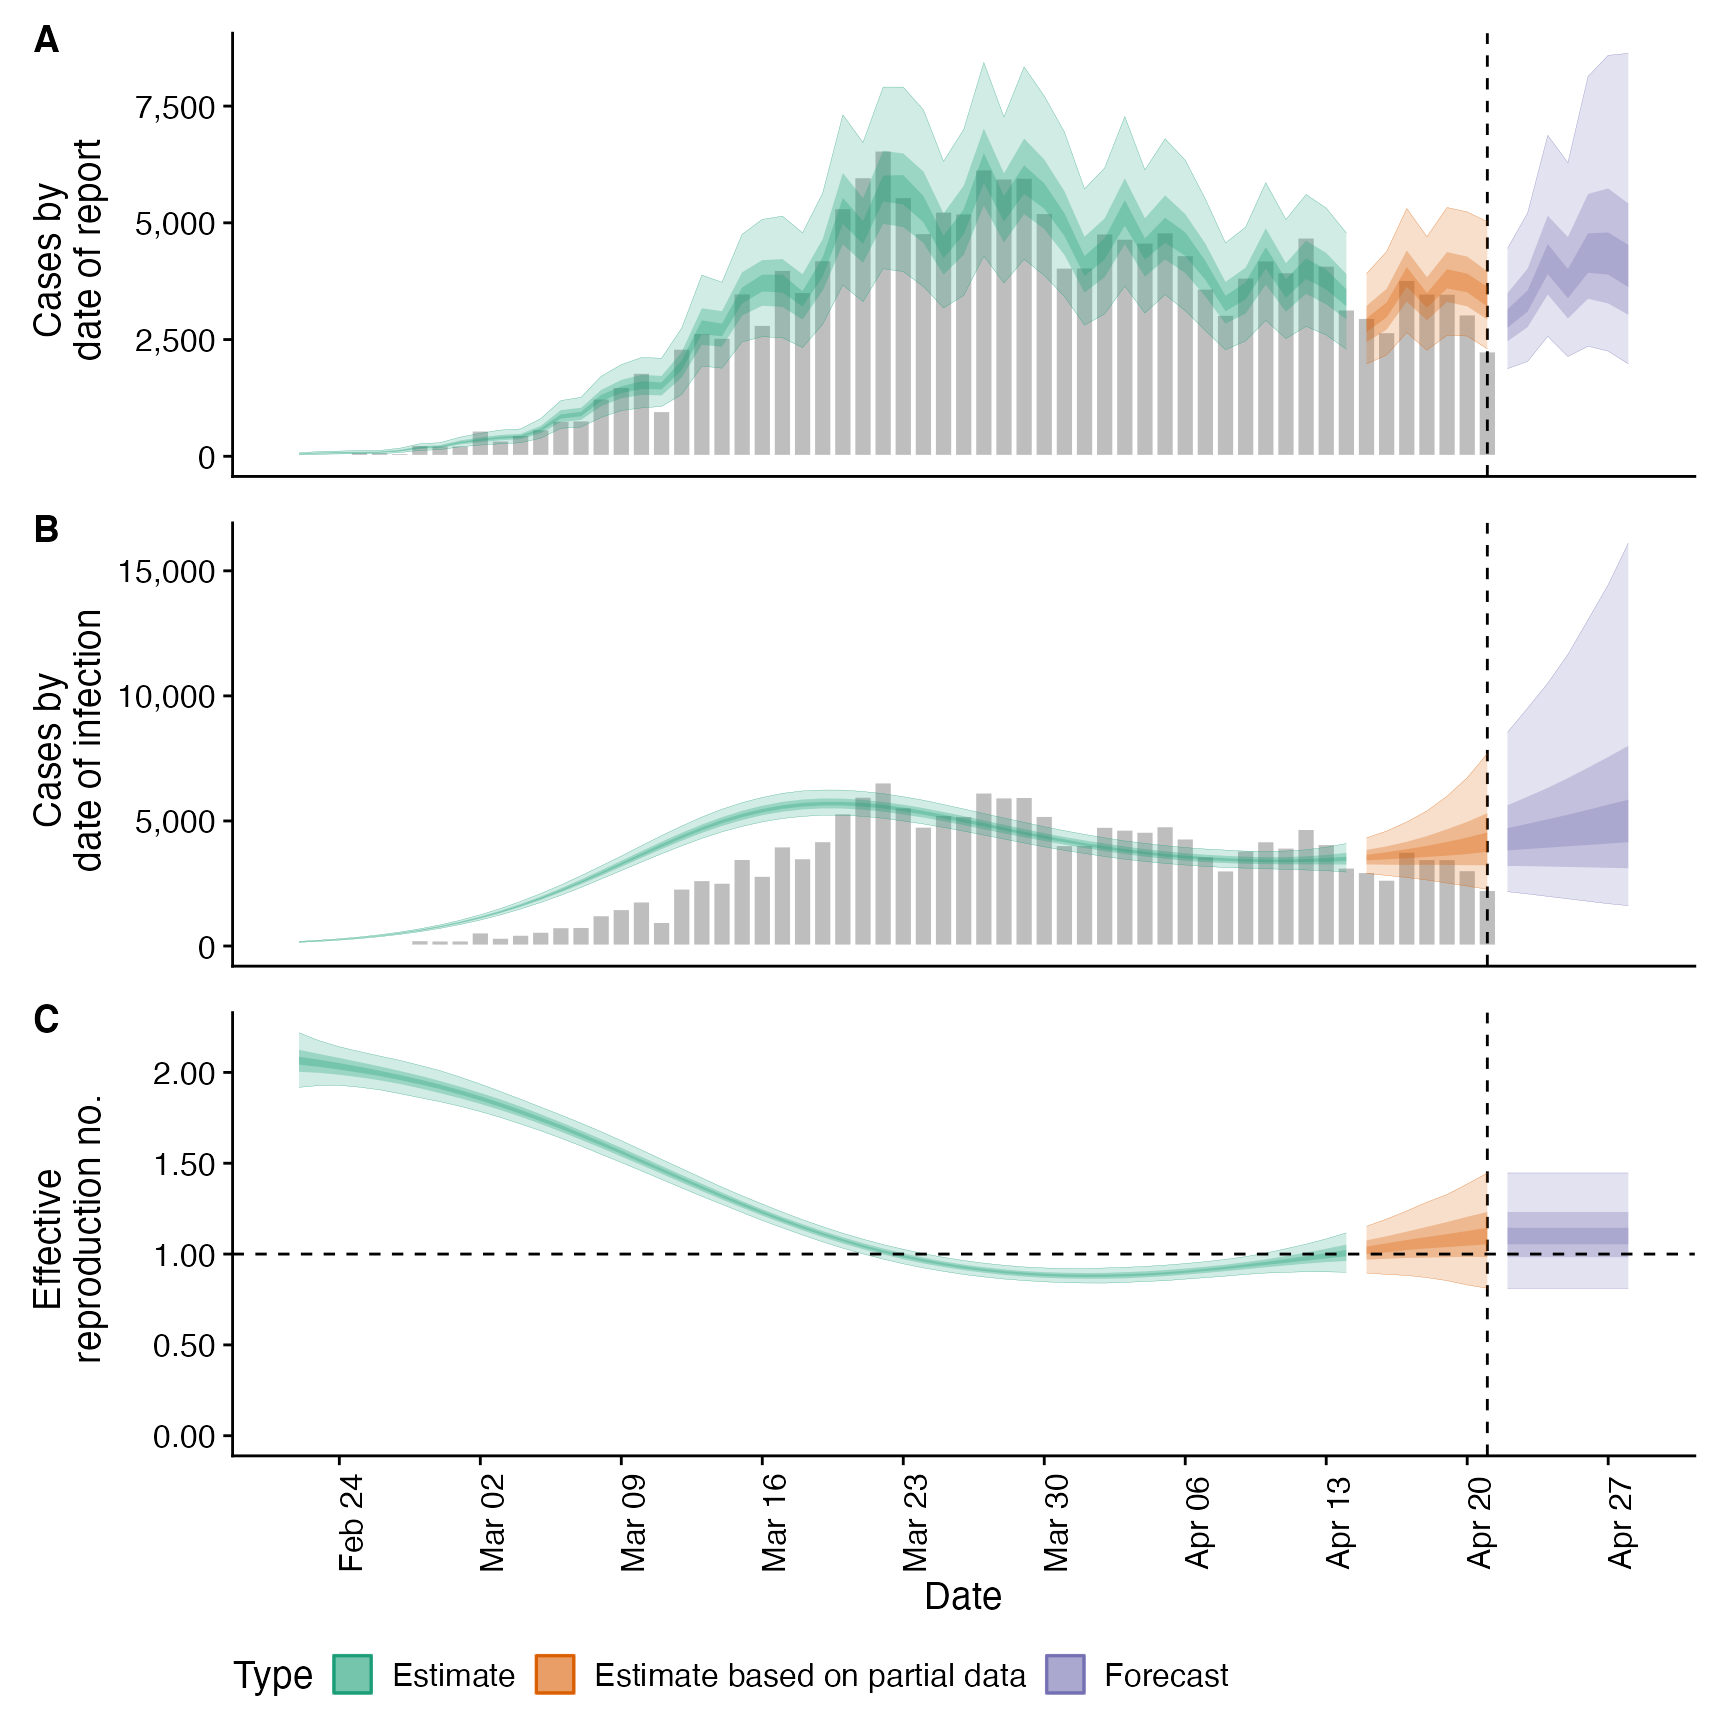 A
Cases by
date of report
7,500
5,000
2,500
0
B
Cases by
date of infection
15,000
10,000
5,000
0
C
Effective
reproduction no.
2.00
1.50
1.00
0.50
0.00
Feb 24
Mar 02
Mar 09
Mar 16
Mar 23
Mar 30
Apr 06
Apr 13
Apr 20
Apr 27
Date
Type Estimate Estimate based on partial data Forecast